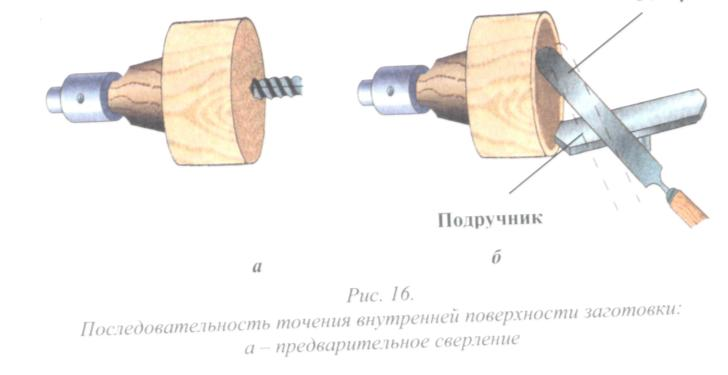 Подручник
а
б
Рис. 16.
Последовательность точения внутренней поверхности заготовки:
а – предварительное сверление